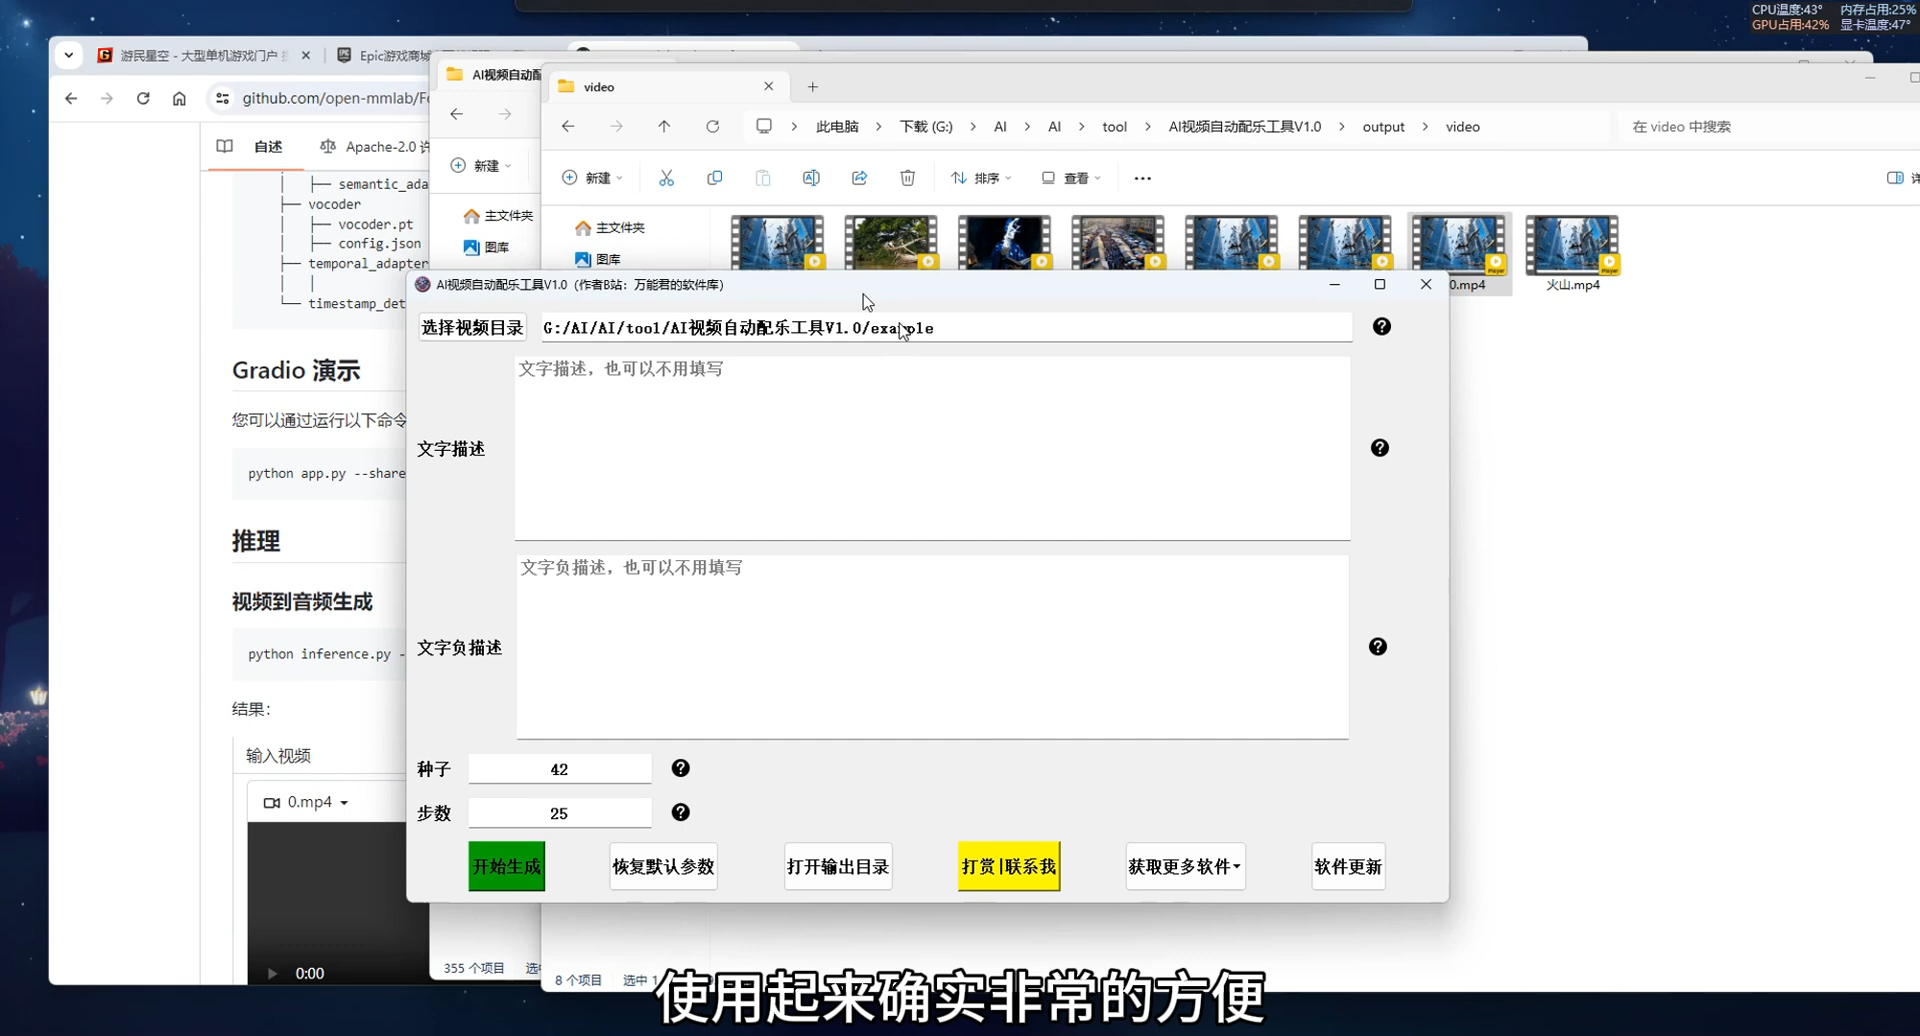 CPU温度:43° 内存占用:25%
GPU占用:42% 显卡温度:47°
游民星空 - 大型单机游戏门户
Epic游戏商城
github.com/open-mmlab/Fo
自述
Apache-2.0 许
├── semantic_ada
├── vocoder
│ ├── vocoder.pt
│ ├── config.json
├── temporal_adapter
│ │
└── timestamp_det
Gradio 演示
您可以通过运行以下命令
python app.py --share
推理
视频到音频生成
python inference.py -
结果：
输入视频
0.mp4
0:00
AI视频自动配
新建
主文件夹
图库
355 个项目
video
此电脑 > 下载 (G:) > AI > AI > tool > AI视频自动配乐工具V1.0 > output > video
在 video 中搜索
新建
排序
查看
主文件夹
图库
0.mp4
火山.mp4
8 个项目 选中 1
AI视频自动配乐工具V1.0（作者B站：万能君的软件库）
选择视频目录
G:/AI/AI/tool/AI视频自动配乐工具V1.0/example
文字描述
文字描述，也可以不用填写
文字负描述
文字负描述，也可以不用填写
种子
42
步数
25
开始生成
恢复默认参数
打开输出目录
打赏|联系我
获取更多软件
软件更新
使用起来确实非常的方便